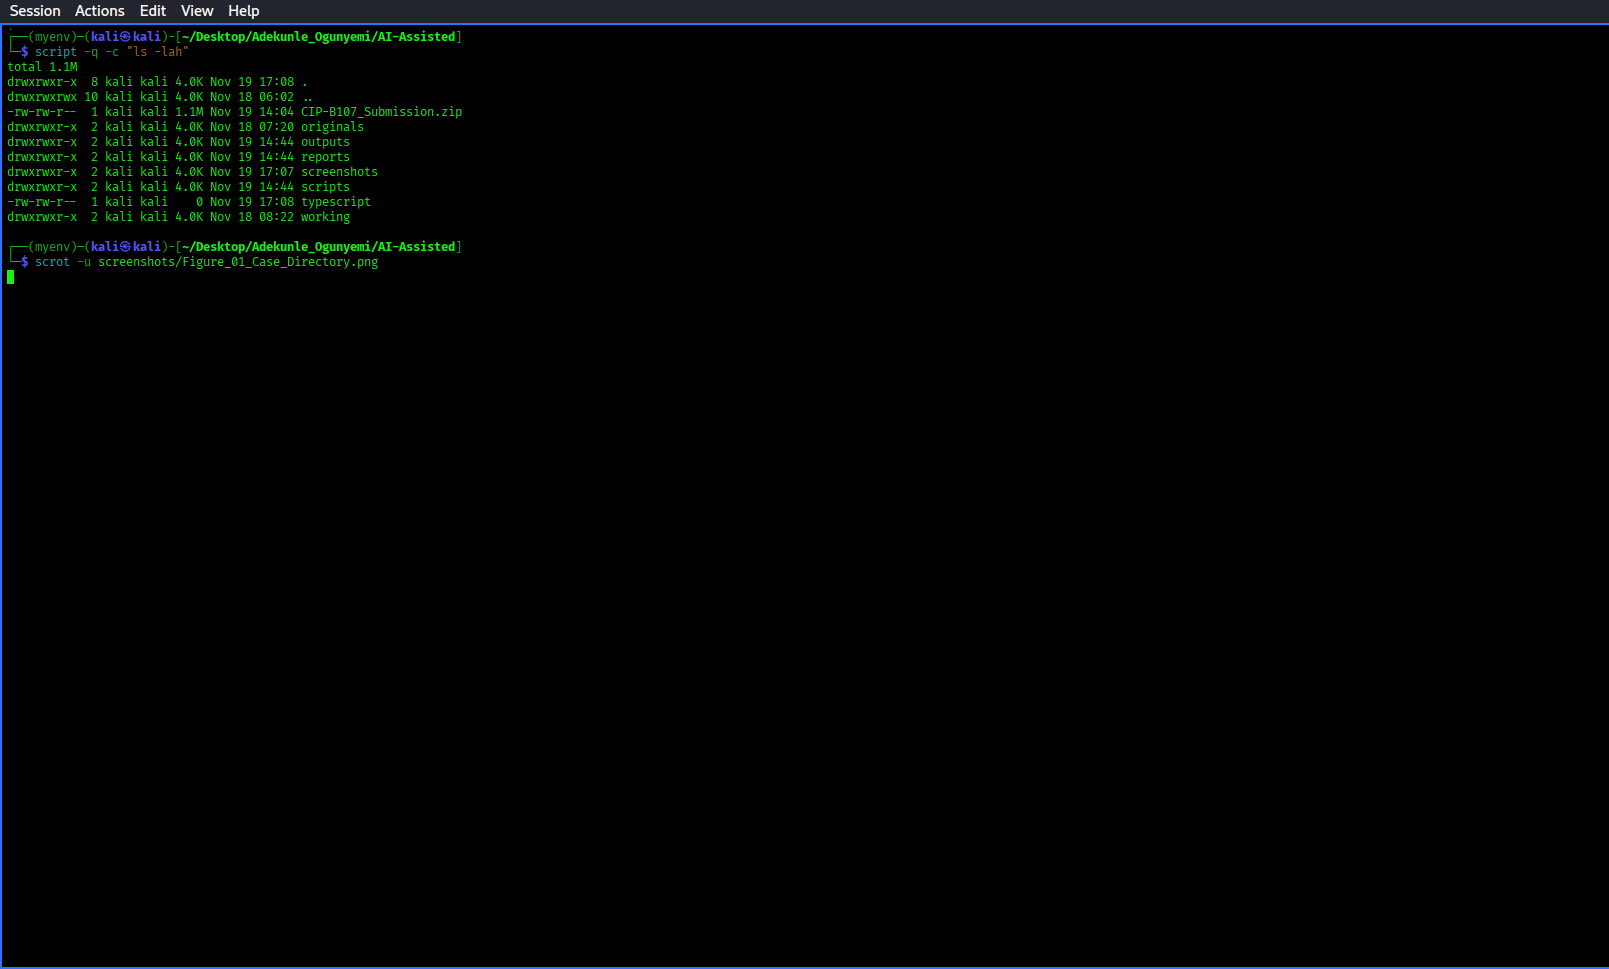 Session Actions Edit View Help
┌──(myenv)─(kali㉿kali)-[~/Desktop/Adekunle_Ogunyemi/AI-Assisted]
└─$ script -q -c "ls -lah"
total 1.1M
drwxrwxr-x  8 kali kali 4.0K Nov 19 17:08 .
drwxrwxrwx 10 kali kali 4.0K Nov 18 06:02 ..
-rw-rw-r--  1 kali kali 1.1M Nov 19 14:04 CIP-B107_Submission.zip
drwxrwxr-x  2 kali kali 4.0K Nov 18 07:20 originals
drwxrwxr-x  2 kali kali 4.0K Nov 19 14:44 outputs
drwxrwxr-x  2 kali kali 4.0K Nov 19 14:44 reports
drwxrwxr-x  2 kali kali 4.0K Nov 19 17:07 screenshots
drwxrwxr-x  2 kali kali 4.0K Nov 19 14:44 scripts
-rw-rw-r--  1 kali kali    0 Nov 19 17:08 typescript
drwxrwxr-x  2 kali kali 4.0K Nov 18 08:22 working
┌──(myenv)─(kali㉿kali)-[~/Desktop/Adekunle_Ogunyemi/AI-Assisted]
└─$ scrot -u screenshots/Figure_01_Case_Directory.png